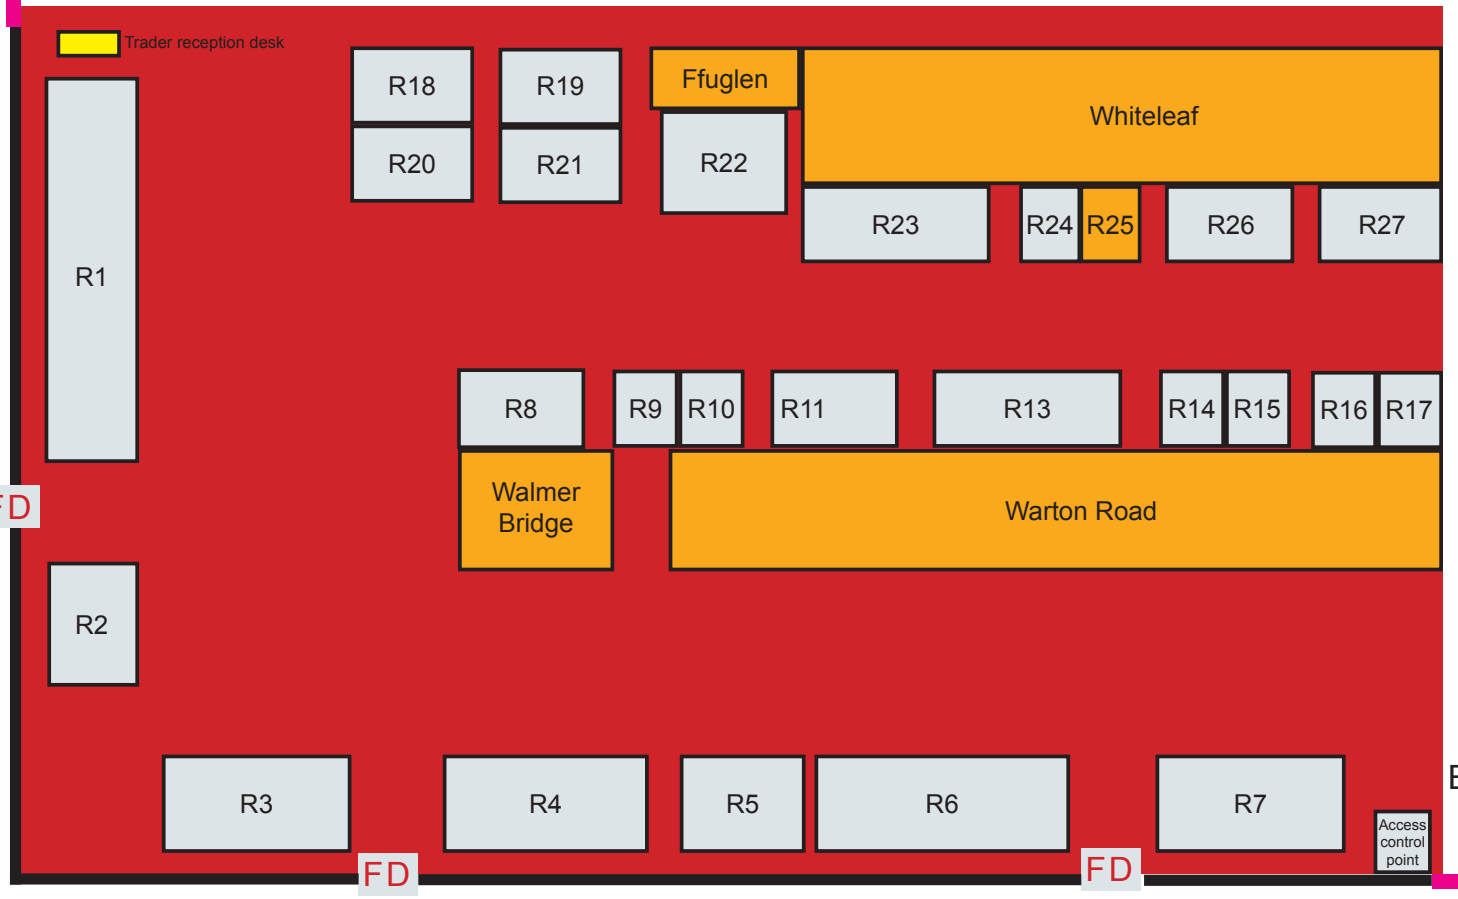 Trader reception desk
R18
R19
Ffuglen
Whiteleaf
R20
R21
R22
R23
R24
R25
R26
R27
R1
R8
R9
R10
R11
R13
R14
R15
R16
R17
Walmer
Bridge
Warton Road
FD
R2
R3
R4
R5
R6
R7
Access
control
point
FD
FD